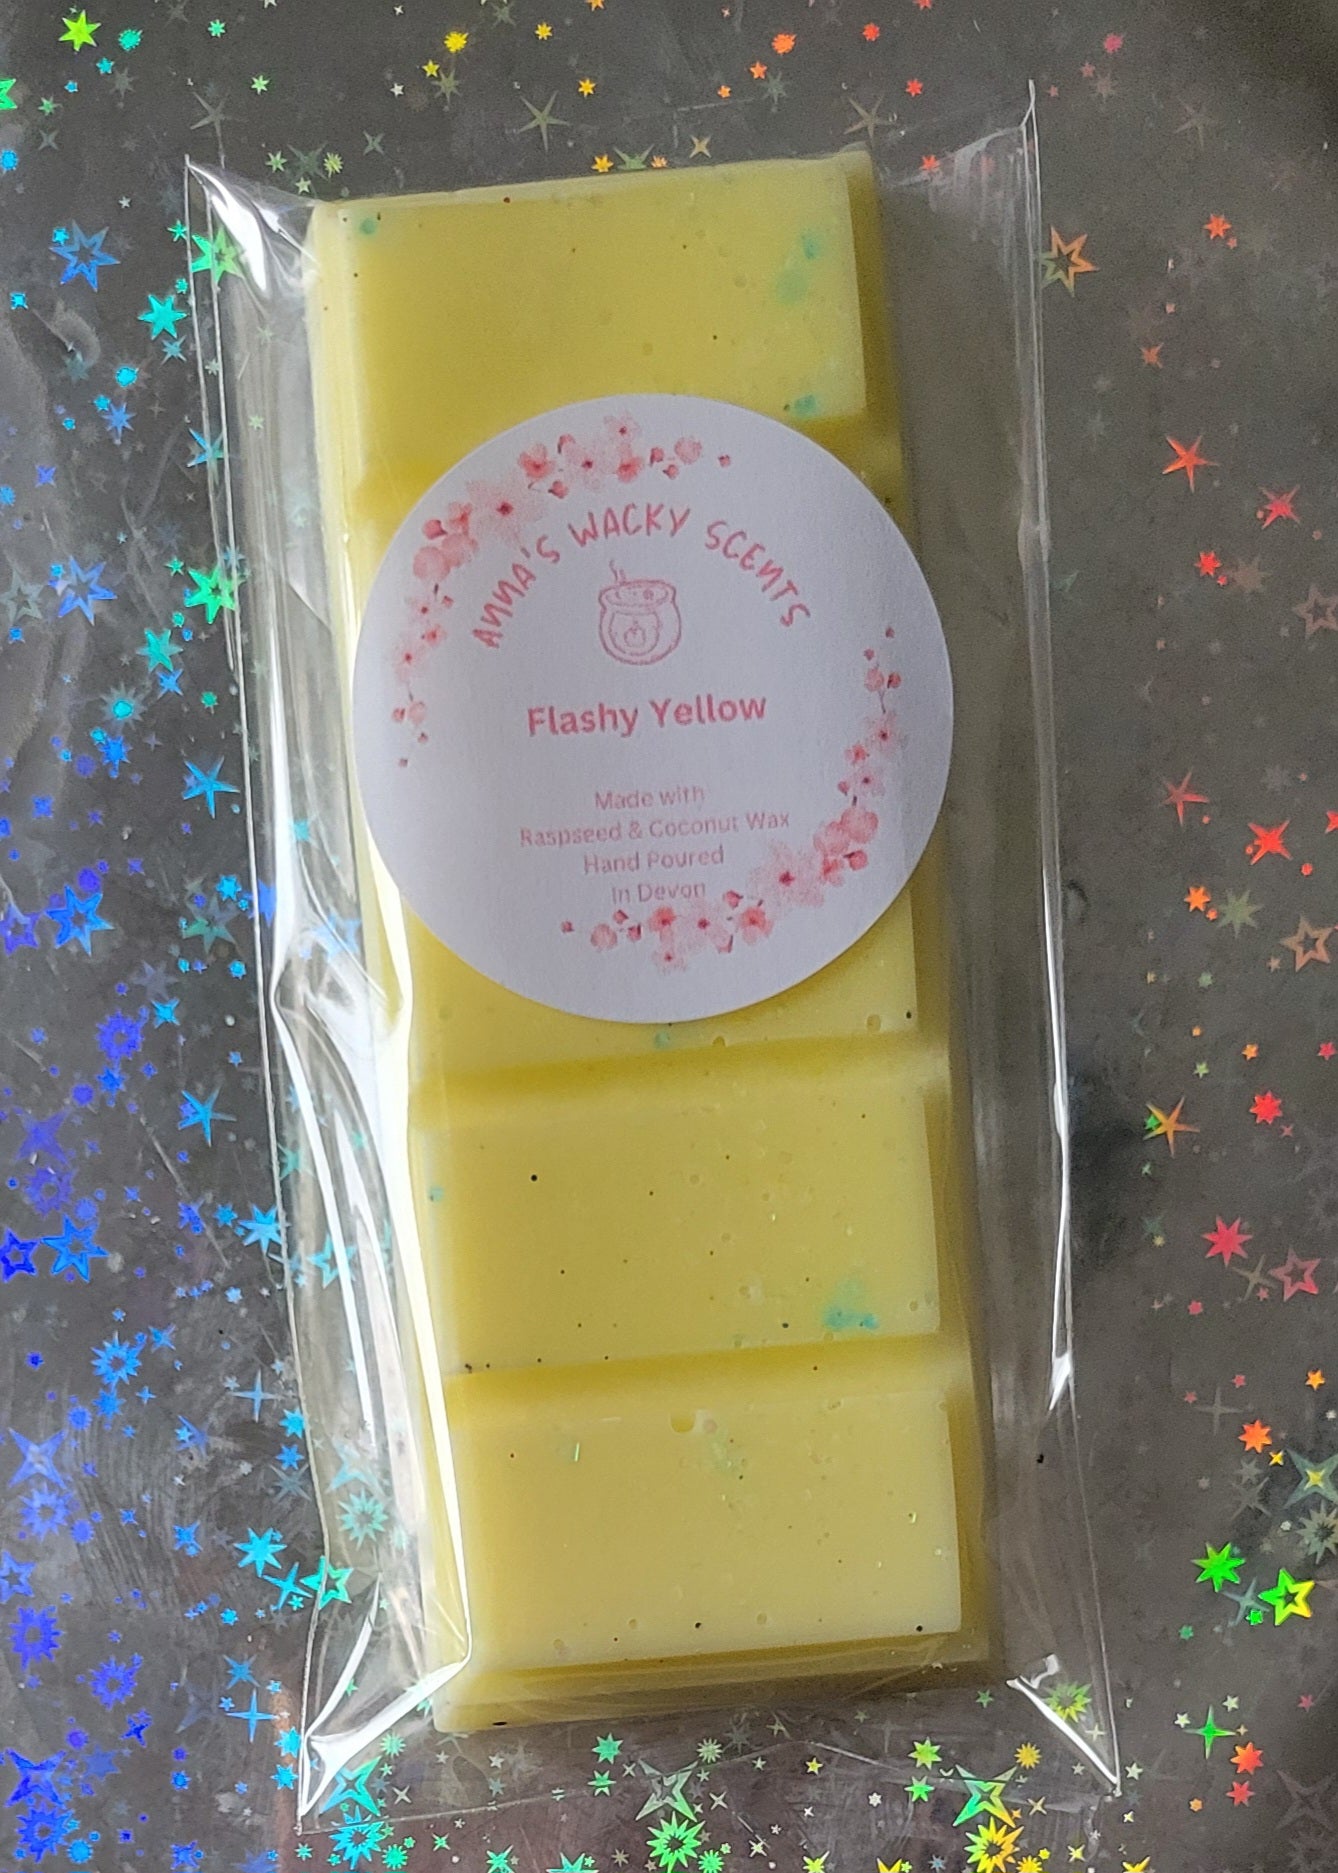 ANNA'S WACKY SCENTS
Flashy Yellow
Made with
Raspseed & Coconut Wax
Hand Poured
In Devon